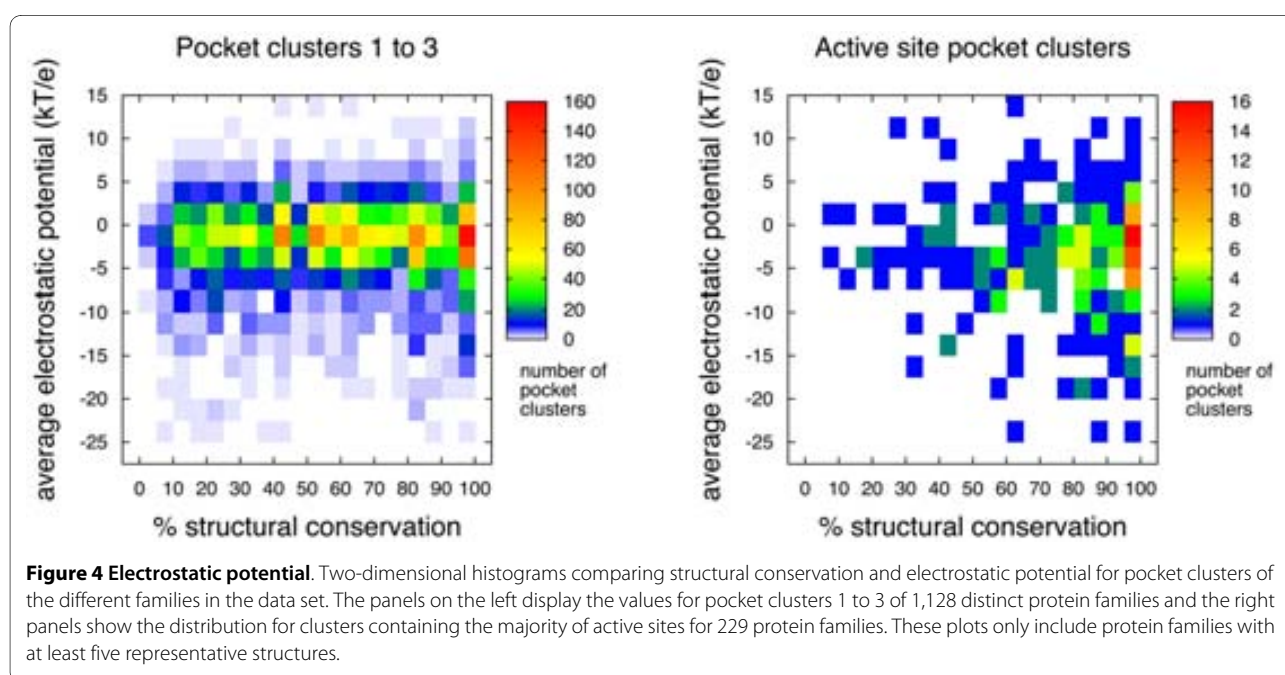 Pocket clusters 1 to 3
average electrostatic potential (kT/e)
15
10
5
0
-5
-10
-15
-20
-25
0 10 20 30 40 50 60 70 80 90 100
% structural conservation
160
140
120
100
80
60
40
20
0
number of
pocket
clusters
Active site pocket clusters
average electrostatic potential (kT/e)
15
10
5
0
-5
-10
-15
-20
-25
0 10 20 30 40 50 60 70 80 90 100
% structural conservation
16
14
12
10
8
6
4
2
0
number of
pocket
clusters
Figure 4 Electrostatic potential. Two-dimensional histograms comparing structural conservation and electrostatic potential for pocket clusters of
the different families in the data set. The panels on the left display the values for pocket clusters 1 to 3 of 1,128 distinct protein families and the right
panels show the distribution for clusters containing the majority of active sites for 229 protein families. These plots only include protein families with
at least five representative structures.